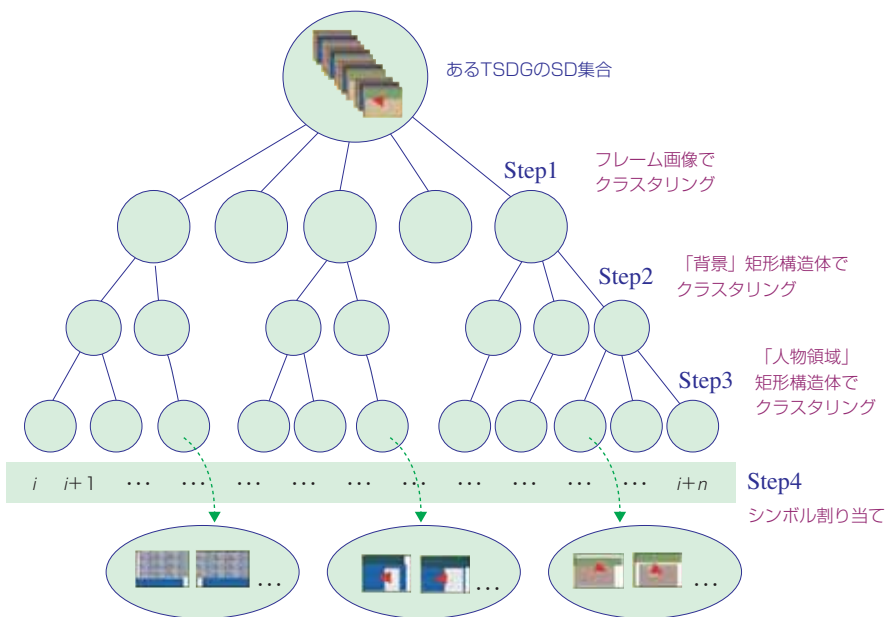 あるTSDGのSD集合
Step1
フレーム画像で
クラスタリング
Step2
「背景」矩形構造体で
クラスタリング
Step3
「人物領域」
矩形構造体で
クラスタリング
i i+1 … … … … … … … … … … i+n
Step4
シンボル割り当て
… … …